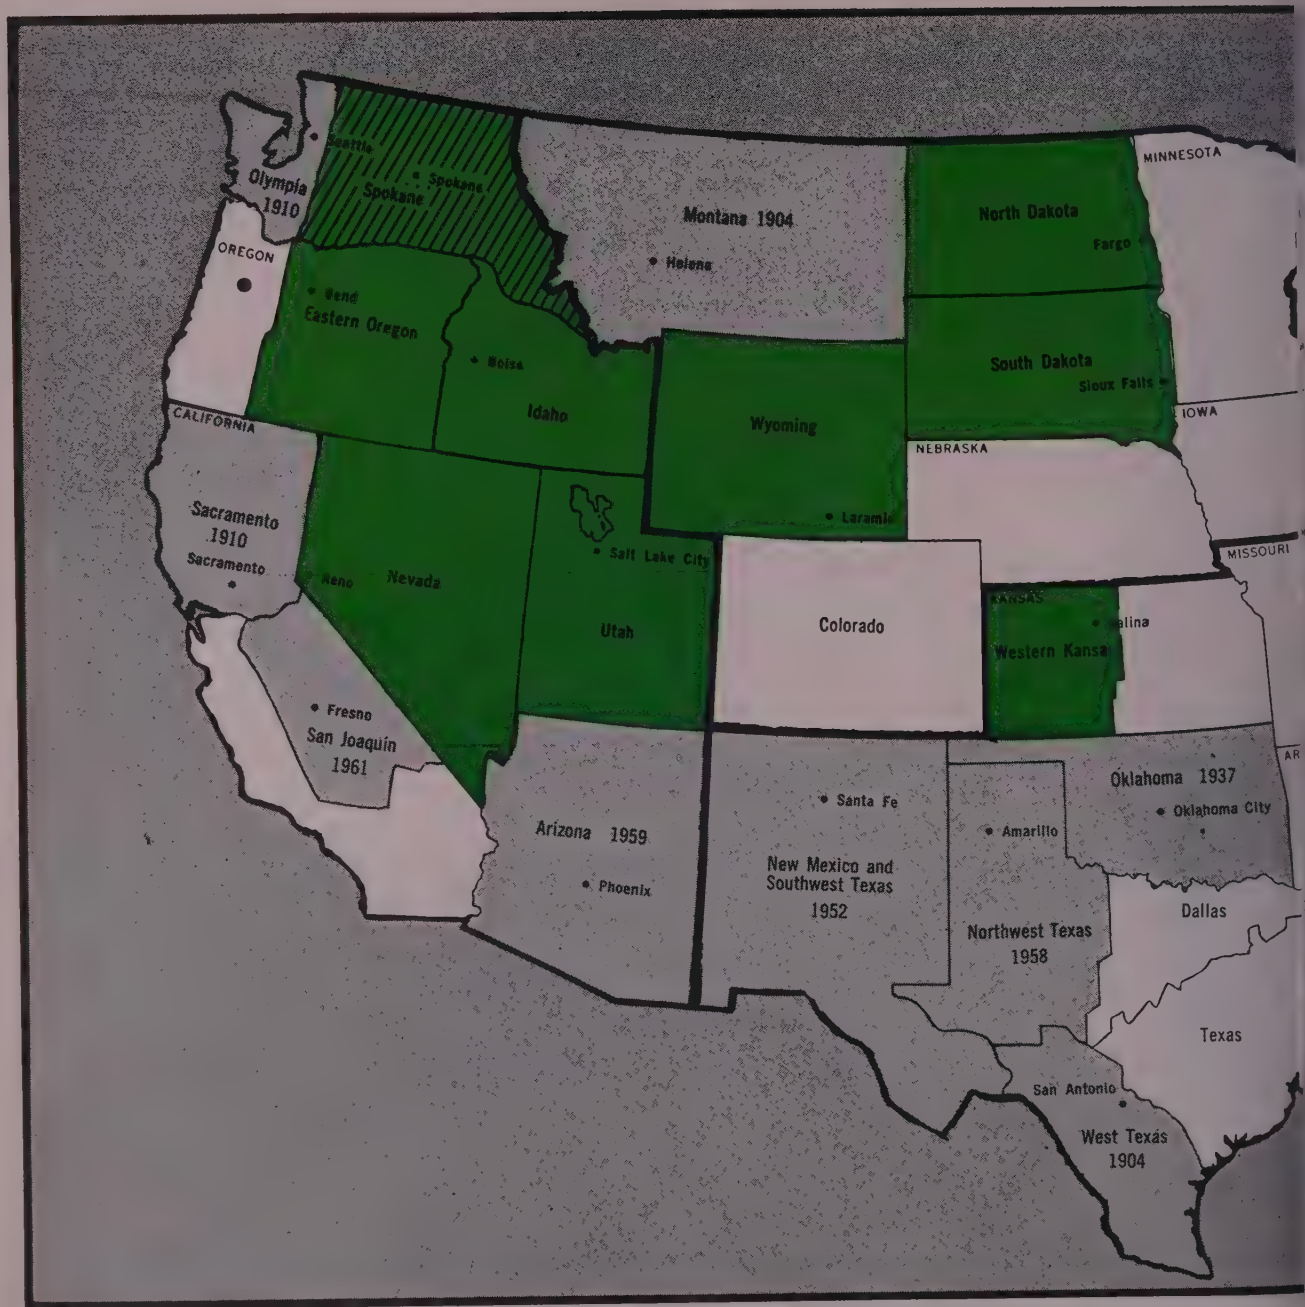 Seattle
Olympia
1910
Spokane
Spokane
Montana 1904
Helena
North Dakota
Fargo
MINNESOTA
OREGON
Bend
Eastern Oregon
Boise
Idaho
Wyoming
Laramie
South Dakota
Sioux Falls
IOWA
NEBRASKA
CALIFORNIA
Sacramento
1910
Sacramento
Reno
Nevada
Salt Lake City
Utah
Colorado
KANSAS
Salina
Western Kansa
MISSOURI
Fresno
San Joaquin
1961
Arizona 1959
Phoenix
Santa Fe
New Mexico and
Southwest Texas
1952
Amarillo
Northwest Texas
1958
Oklahoma 1937
Oklahoma City
AR
Dallas
Texas
San Antonio
West Texas
1904